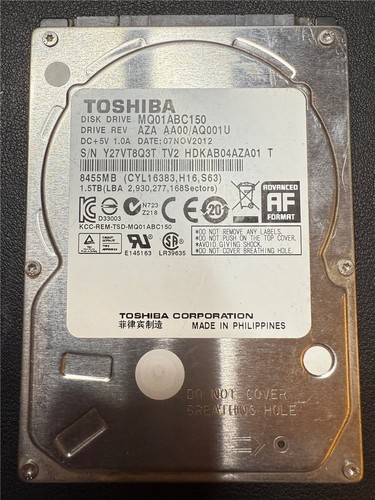 TOSHIBA
DISK DRIVE MQ01ABC150
DRIVE REV AZA AA00/AQ001U
DC+5V 1.0A DATE;07NOV2012
S/N Y27VT8Q3T TV2 HDKAB04AZA01 T
8455MB (CYL16383,H16,S63)
1.5TB(LBA 2,930,277,168Sectors)
ADVANCED
AF
FORMAT
D33003
N723
Z218
20
KCC-REM-TSD-MQ01ABC150
*DO NOT REMOVE ANY LABELS.
*DO NOT PUSH ON THE TOP COVER.
*AVOID GIVING SHOCK.
*DO NOT COVER BREATHING HOLE.
E145163
LR39635
TOSHIBA CORPORATION
菲律宾制造 MADE IN PHILIPPINES
DO NOT COVER
BREATHING HOLE